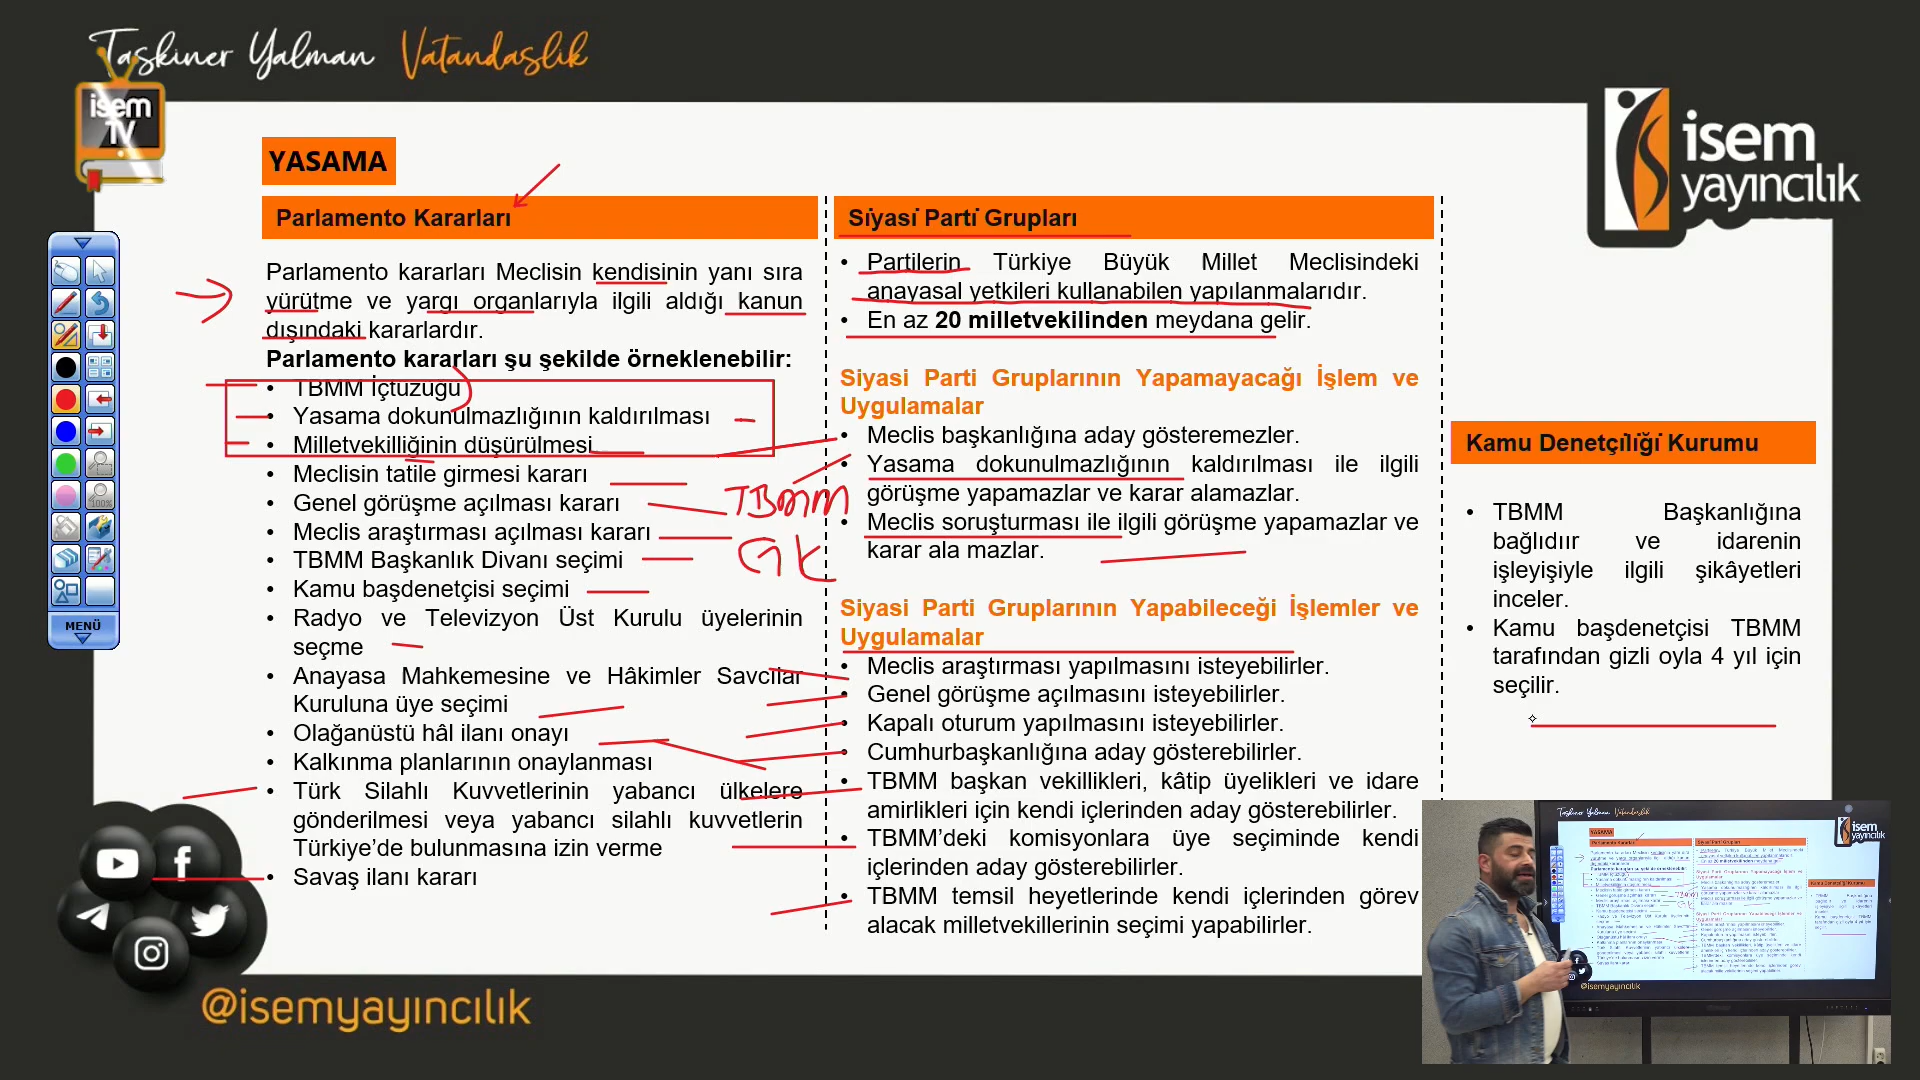 Taşkıner Yalman Vatandaşlık
isem
TV
isem
yayıncılık
YASAMA
Parlamento Kararları
Parlamento kararları Meclisin kendisinin yanı sıra
yürütme ve yargı organlarıyla ilgili aldığı kanun
dışındaki kararlardır.
Parlamento kararları şu şekilde örneklenebilir:
• TBMM İçtüzüğü
• Yasama dokunulmazlığının kaldırılması
• Milletvekilliğinin düşürülmesi
• Meclisin tatile girmesi kararı
• Genel görüşme açılması kararı
• Meclis araştırması açılması kararı
• TBMM Başkanlık Divanı seçimi
• Kamu başdenetçisi seçimi
• Radyo ve Televizyon Üst Kurulu üyelerinin
seçme
• Anayasa Mahkemesine ve Hâkimler Savcılar
Kuruluna üye seçimi
• Olağanüstü hâl ilanı onayı
• Kalkınma planlarının onaylanması
• Türk Silahlı Kuvvetlerinin yabancı ülkelere
gönderilmesi veya yabancı silahlı kuvvetlerin
Türkiye’de bulunmasına izin verme
• Savaş ilanı kararı
TBMM
GK
Siyasi Parti Grupları
• Partilerin Türkiye Büyük Millet Meclisindeki
anayasal yetkileri kullanabilen yapılanmalarıdır.
• En az 20 milletvekilinden meydana gelir.
Siyasi Parti Gruplarının Yapamayacağı İşlem ve
Uygulamalar
• Meclis başkanlığına aday gösteremezler.
• Yasama dokunulmazlığının kaldırılması ile ilgili
görüşme yapamazlar ve karar alamazlar.
• Meclis soruşturması ile ilgili görüşme yapamazlar ve
karar ala mazlar.
Siyasi Parti Gruplarının Yapabileceği İşlemler ve
Uygulamalar
• Meclis araştırması yapılmasını isteyebilirler.
• Genel görüşme açılmasını isteyebilirler.
• Kapalı oturum yapılmasını isteyebilirler.
• Cumhurbaşkanlığına aday gösterebilirler.
• TBMM başkan vekillikleri, kâtip üyelikleri ve idare
amirlikleri için kendi içlerinden aday gösterebilirler.
• TBMM’deki komisyonlara üye seçiminde kendi
içlerinden aday gösterebilirler.
• TBMM temsil heyetlerinde kendi içlerinden görev
alacak milletvekillerinin seçimi yapabilirler.
Kamu Denetçiliği Kurumu
• TBMM Başkanlığına
bağlıdıır ve idarenin
işleyişiyle ilgili şikâyetleri
inceler.
• Kamu başdenetçisi TBMM
tarafından gizli oyla 4 yıl için
seçilir.
MENÜ
@isemyayıncılık